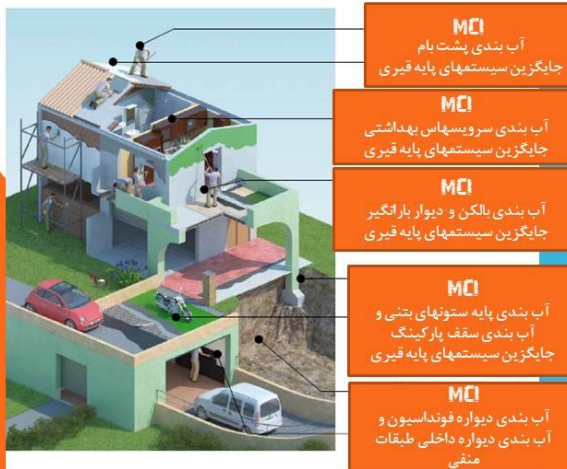 MCI
آب بندی پشت بام
جایگزین سیستمهای پایه قیری
MCI
آب بندی سرویسهاس بهداشتی
جایگزین سیستمهای پایه قیری
MCI
آب بندی بالکن و دیوار بارانگیر
جایگزین سیستمهای پایه قیری
MCI
آب بندی پایه ستونهای بتنی و
آب بندی سقف پارکینگ
جایگزین سیستمهای پایه قیری
MCI
آب بندی دیواره فونداسیون و
آب بندی دیواره داخلی طبقات
منفی